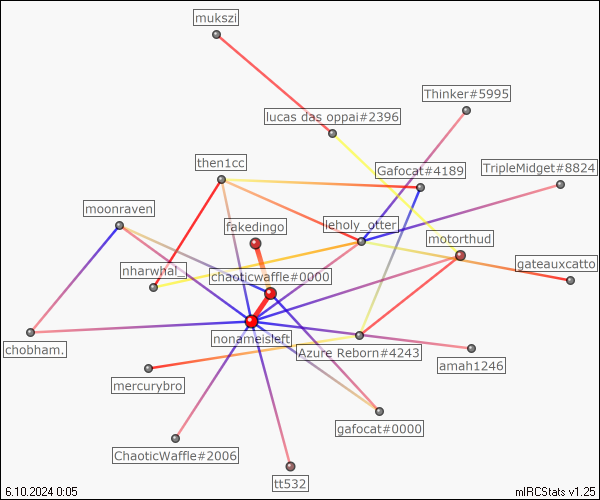 mukszi
Thinker#5995
lucas das oppai#2396
then1cc
Gafocat#4189
TripleMidget#8824
moonraven
fakedingo
leholy_otter
motorthud
nharwhal_
chaoticwaffle#0000
gateauxcatto
nonameisleft
chobham.
Azure Reborn#4243
amah1246
mercurybro
gafocat#0000
ChaoticWaffle#2006
tt532
6.10.2024 0:05
mIRCStats v1.25